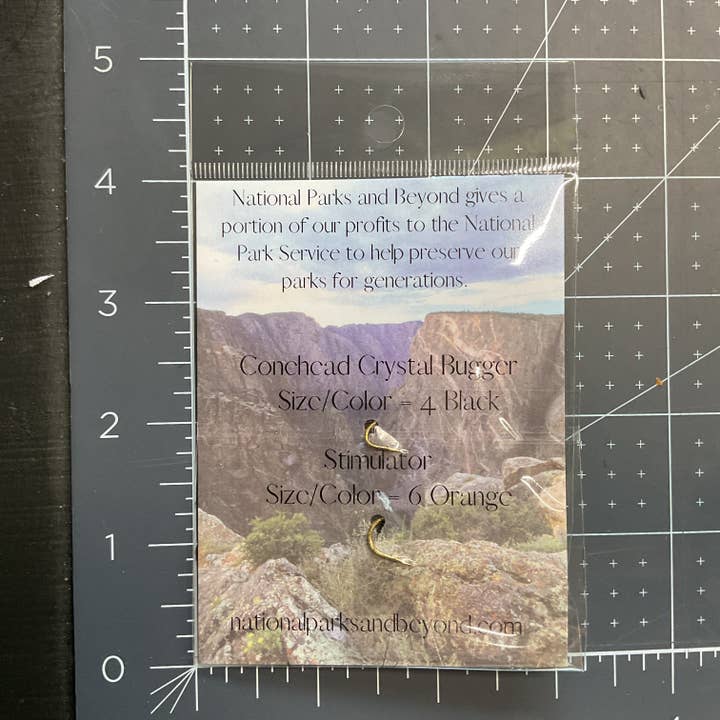 5
4
3
2
1
0
National Parks and Beyond gives a
portion of our profits to the National
Park Service to help preserve our
parks for generations.
Conehead Crystal Bugger
Size/Color = 4 Black
Stimulator
Size/Color = 6 Orange
nationalparksandbeyond.com